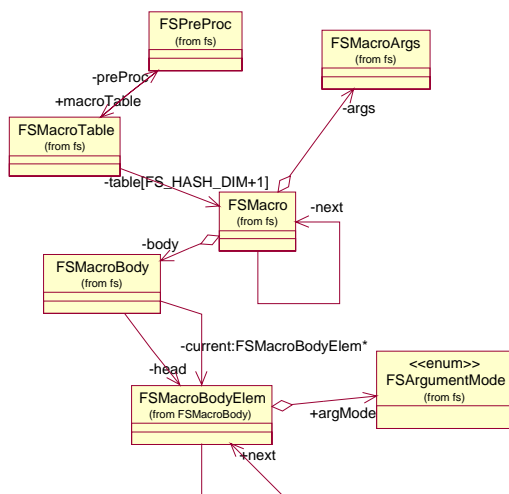 FSPreProc
(from fs)
FSMacroArgs
(from fs)
-preProc
+macroTable
-args
FSMacroTable
(from fs)
-table[FS_HASH_DIM+1]
FSMacro
(from fs)
-next
-body
FSMacroBody
(from fs)
-current:FSMacroBodyElem*
-head
<<enum>>
FSArgumentMode
(from fs)
FSMacroBodyElem
(from FSMacroBody)
+argMode
+next